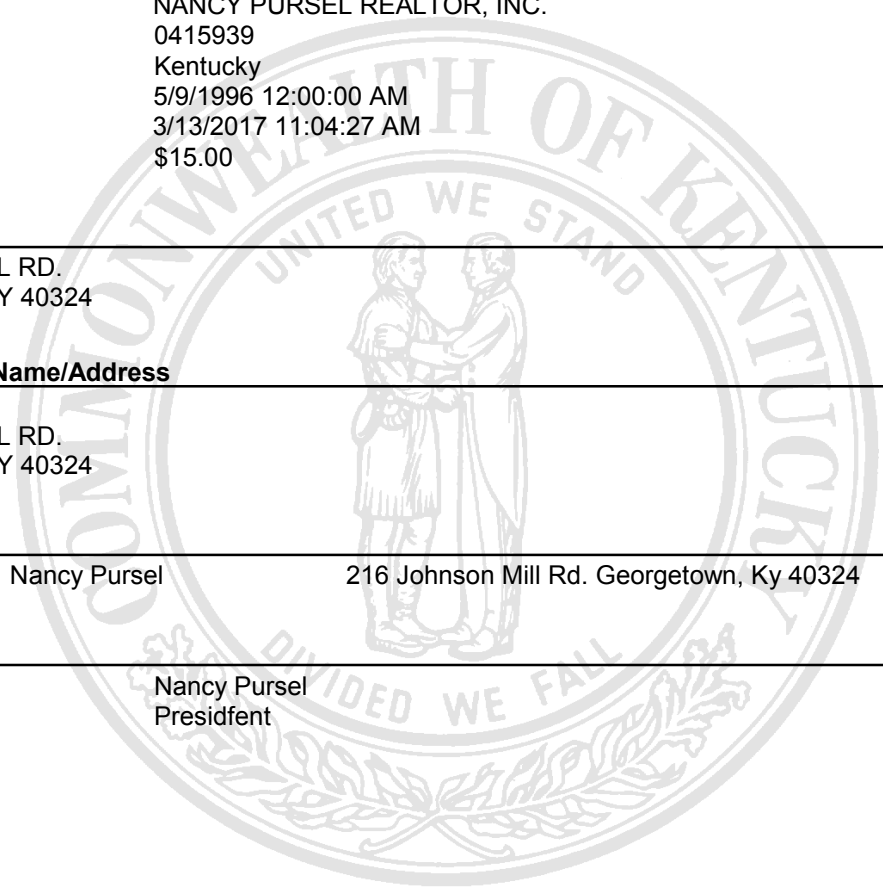 NANCY PURSEL REALTOR, INC.
0415939
Kentucky
5/9/1996 12:00:00 AM
3/13/2017 11:04:27 AM
$15.00
L RD.
Y 40324
Name/Address
L RD.
Y 40324
Nancy Pursel 216 Johnson Mill Rd. Georgetown, Ky 40324
Nancy Pursel
Presidfent
COMMONWEALTH OF KENTUCKY
UNITED WE STAND
DIVIDED WE FALL